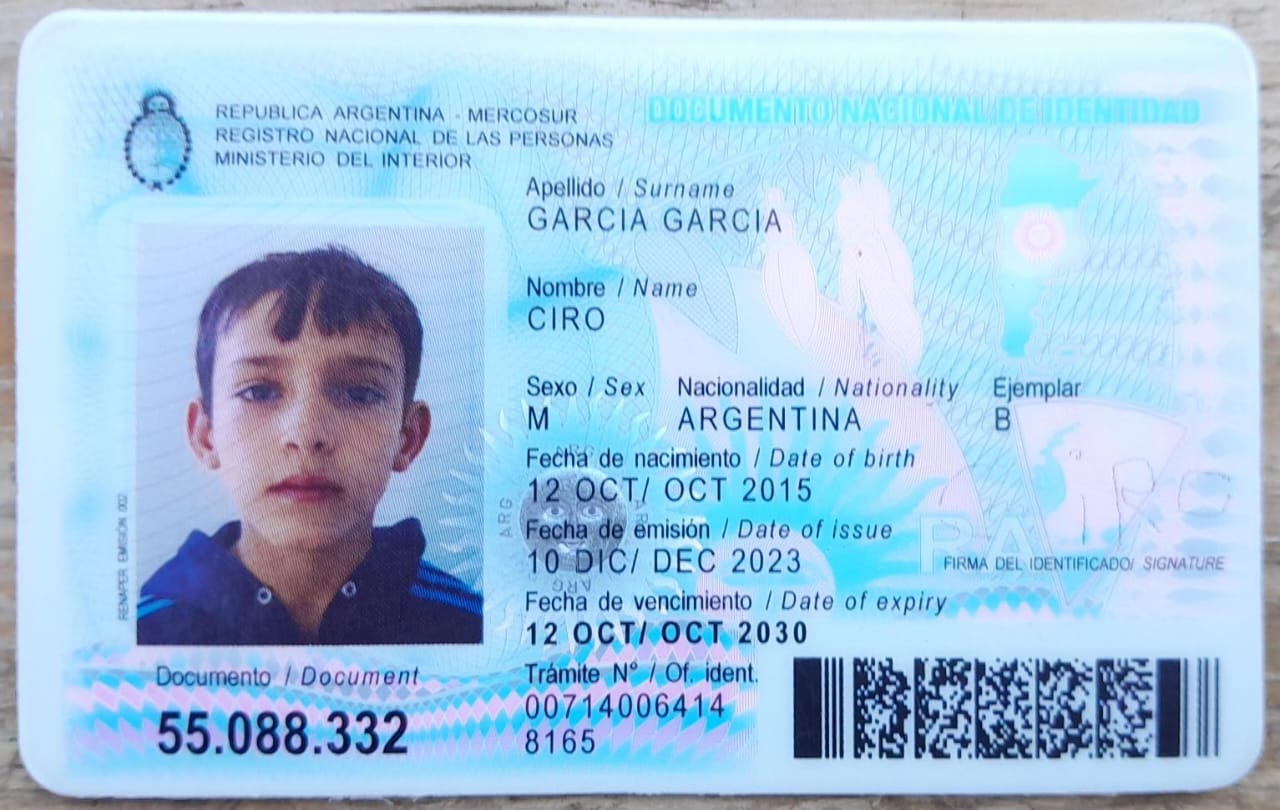 REPUBLICA ARGENTINA - MERCOSUR
REGISTRO NACIONAL DE LAS PERSONAS
MINISTERIO DEL INTERIOR
DOCUMENTO NACIONAL DE IDENTIDAD
Apellido / Surname
GARCIA GARCIA
Nombre / Name
CIRO
Sexo / Sex Nacionalidad / Nationality Ejemplar
M ARGENTINA B
Fecha de nacimiento / Date of birth
12 OCT/ OCT 2015
Fecha de emisión / Date of issue
10 DIC/ DEC 2023
FIRMA DEL IDENTIFICADO/ SIGNATURE
Fecha de vencimiento / Date of expiry
12 OCT/ OCT 2030
RENAPER EMISIÓN 002
Documento / Document
55.088.332
Trámite N° / Of. ident.
00714006414
8165
ARG
ARG
ARG